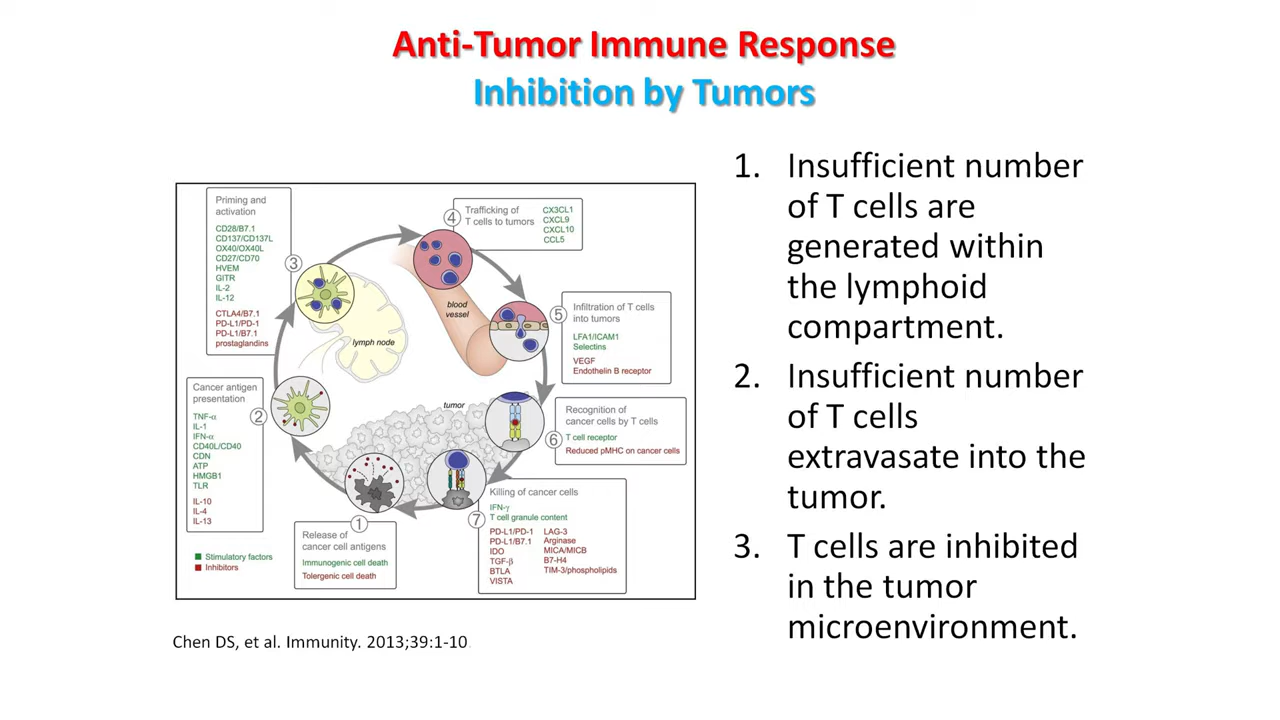 Anti-Tumor Immune Response
Inhibition by Tumors
Priming and
activation
CD28/B7.1
CD137/CD137L
OX40/OX40L
CD27/CD70
HVEM
GITR
IL-2
IL-12
CTLA4/B7.1
PD-L1/PD-1
PD-L1/B7.1
prostaglandins
3
4
Trafficking of
T cells to tumors
CX3CL1
CXCL9
CXCL10
CCL5
blood
vessel
lymph node
5
Infiltration of T cells
into tumors
LFA1/ICAM1
Selectins
VEGF
Endothelin B receptor
Cancer antigen
presentation
2
TNF-α
IL-1
IFN-α
CD40L/CD40
CDN
ATP
HMGB1
TLR
IL-10
IL-4
IL-13
tumor
6
Recognition of
cancer cells by T cells
T cell receptor
Reduced pMHC on cancer cells
7
Killing of cancer cells
IFN-γ
T cell granule content
PD-L1/PD-1
PD-L1/B7.1
IDO
TGF-β
BTLA
VISTA
LAG-3
Arginase
MICA/MICB
B7-H4
TIM-3/phospholipids
1
Release of
cancer cell antigens
Immunogenic cell death
Tolergenic cell death
Stimulatory factors
Inhibitors
Chen DS, et al. Immunity. 2013;39:1-10
1. Insufficient number
of T cells are
generated within
the lymphoid
compartment.
2. Insufficient number
of T cells
extravasate into the
tumor.
3. T cells are inhibited
in the tumor
microenvironment.